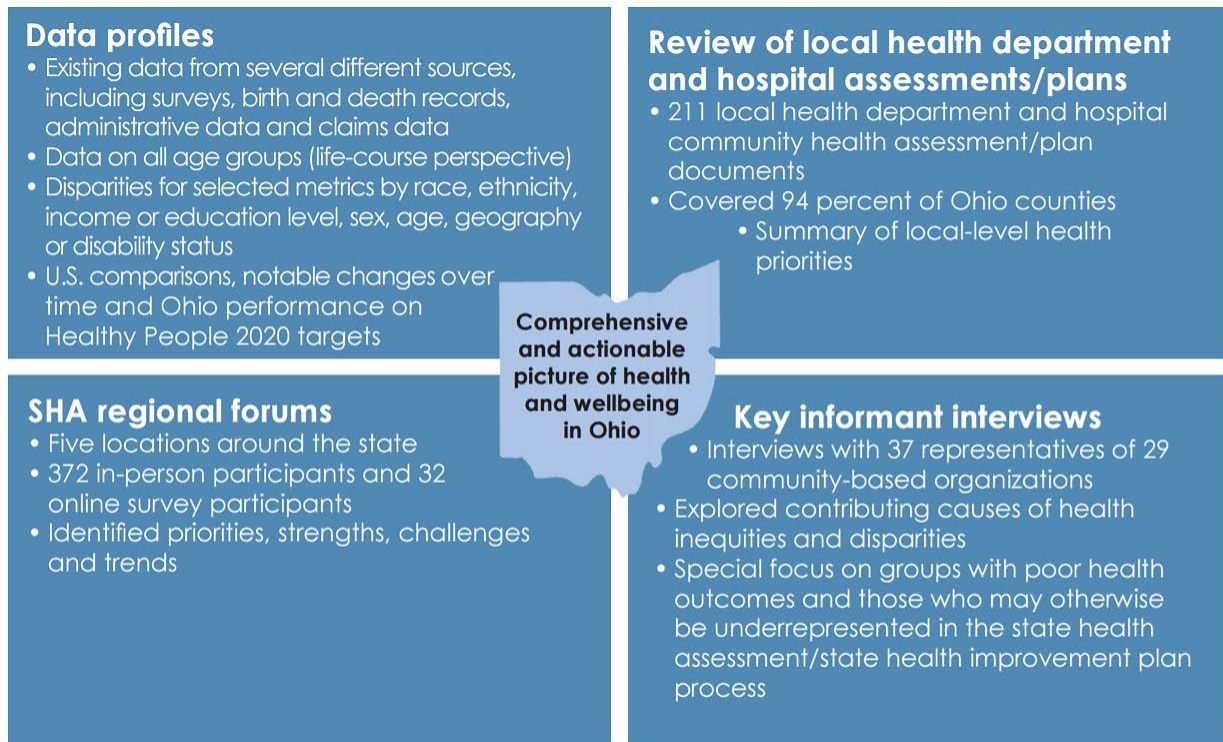 Data profiles
• Existing data from several different sources,
including surveys, birth and death records,
administrative data and claims data
• Data on all age groups (life-course perspective)
• Disparities for selected metrics by race, ethnicity,
income or education level, sex, age, geography
or disability status
• U.S. comparisons, notable changes over
time and Ohio performance on
Healthy People 2020 targets
Review of local health department
and hospital assessments/plans
• 211 local health department and hospital
community health assessment/plan
documents
• Covered 94 percent of Ohio counties
• Summary of local-level health
priorities
Comprehensive
and actionable
picture of health
and wellbeing
in Ohio
SHA regional forums
• Five locations around the state
• 372 in-person participants and 32
online survey participants
• Identified priorities, strengths, challenges
and trends
Key informant interviews
• Interviews with 37 representatives of 29
community-based organizations
• Explored contributing causes of health
inequities and disparities
• Special focus on groups with poor health
outcomes and those who may otherwise
be underrepresented in the state health
assessment/state health improvement plan
process